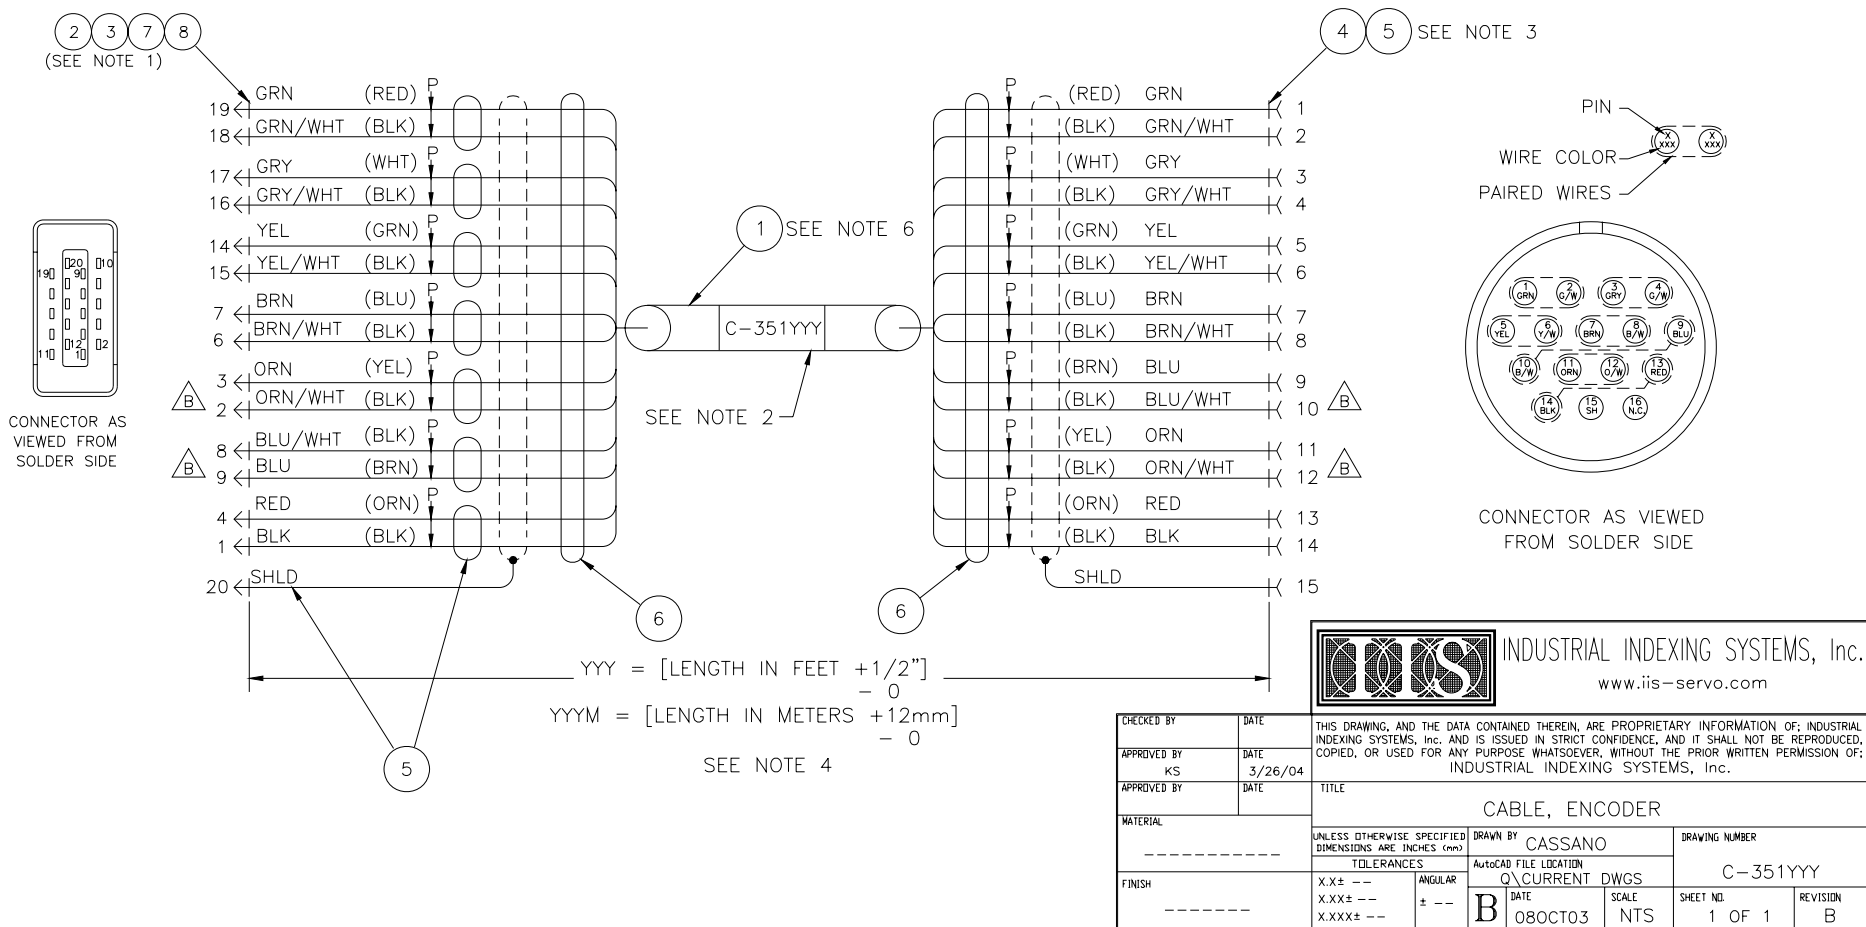 2 3 7 8
(SEE NOTE 1)
4 5 SEE NOTE 3
19 GRN (RED) P
18 GRN/WHT (BLK)
17 GRY (WHT) P
16 GRY/WHT (BLK)
14 YEL (GRN) P
15 YEL/WHT (BLK)
7 BRN (BLU) P
6 BRN/WHT (BLK)
3 ORN (YEL) P
B 2 ORN/WHT (BLK)
8 BLU/WHT (BLK) P
B 9 BLU (BRN)
4 RED (ORN) P
1 BLK (BLK)
20 SHLD
19 20 9 10
11 12 1 2
CONNECTOR AS
VIEWED FROM
SOLDER SIDE
1 SEE NOTE 6
C-351YYY
SEE NOTE 2
P (RED) GRN 1
(BLK) GRN/WHT 2
P (WHT) GRY 3
(BLK) GRY/WHT 4
P (GRN) YEL 5
(BLK) YEL/WHT 6
P (BLU) BRN 7
(BLK) BRN/WHT 8
P (BRN) BLU 9
(BLK) BLU/WHT 10 B
P (YEL) ORN 11
(BLK) ORN/WHT 12 B
P (ORN) RED 13
(BLK) BLK 14
SHLD 15
6
6
5
YYY = [LENGTH IN FEET +1/2"]
- 0
YYYM = [LENGTH IN METERS +12mm]
- 0
SEE NOTE 4
PIN
X XXX X XXX
WIRE COLOR
PAIRED WIRES
1 GRN 2 G/W 3 GRY 4 G/W
5 YEL 6 Y/W 7 BRN 8 B/W 9 BLU
10 B/W 11 ORN 12 O/W 13 RED
14 BLK 15 SH 16 N.C.
CONNECTOR AS VIEWED
FROM SOLDER SIDE
IIS
INDUSTRIAL INDEXING SYSTEMS, Inc.
www.iis-servo.com
CHECKED BY DATE
APPROVED BY DATE
KS 3/26/04
APPROVED BY DATE
MATERIAL
-----------
FINISH
-------
THIS DRAWING, AND THE DATA CONTAINED THEREIN, ARE PROPRIETARY INFORMATION OF; INDUSTRIAL
INDEXING SYSTEMS, Inc. AND IS ISSUED IN STRICT CONFIDENCE, AND IT SHALL NOT BE REPRODUCED,
COPIED, OR USED FOR ANY PURPOSE WHATSOEVER, WITHOUT THE PRIOR WRITTEN PERMISSION OF;
INDUSTRIAL INDEXING SYSTEMS, Inc.
TITLE
CABLE, ENCODER
UNLESS OTHERWISE SPECIFIED
DIMENSIONS ARE INCHES (mm)
TOLERANCES
X.X± --
X.XX± --
X.XXX± --
ANGULAR
± --
DRAWN BY CASSANO
AutoCAD FILE LOCATION
Q\CURRENT DWGS
DRAWING NUMBER
C-351YYY
B
DATE
08OCT03
SCALE
NTS
SHEET NO.
1 OF 1
REVISION
B